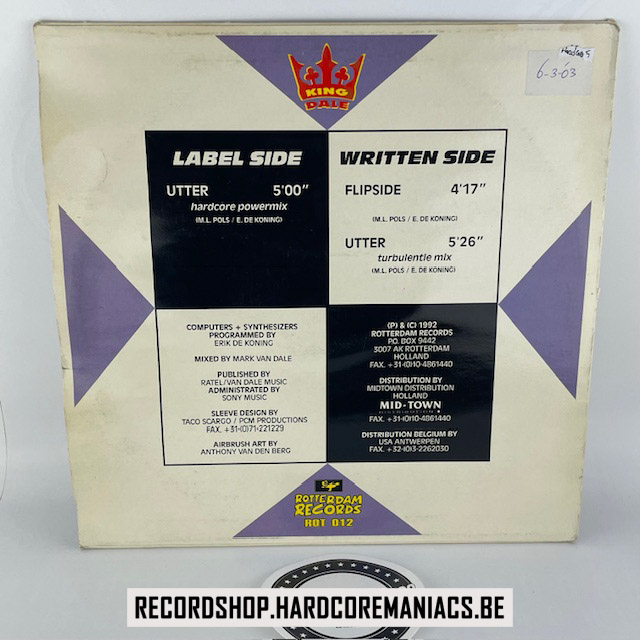 KING
DALE
6-3-'03
LABEL SIDE
UTTER 5'00"
hardcore powermix
(M.L. POLS / E. DE KONING)
WRITTEN SIDE
FLIPSIDE 4'17"
(M.L. POLS / E. DE KONING)
UTTER 5'26"
turbulentie mix
(M.L. POLS / E. DE KONING)
COMPUTERS + SYNTHESIZERS
PROGRAMMED BY
ERIK DE KONING
MIXED BY MARK VAN DALE
PUBLISHED BY
RATEL/VAN DALE MUSIC
ADMINISTRATED BY
SONY MUSIC
SLEEVE DESIGN BY
TACO SCARGO / PCM PRODUCTIONS
FAX. +31-(0)71-221229
AIRBRUSH ART BY
ANTHONY VAN DEN BERG
(P) & (C) 1992
ROTTERDAM RECORDS
P.O. BOX 9442
3007 AK ROTTERDAM
HOLLAND
FAX. +31-(0)10-4861440
DISTRIBUTION BY
MIDTOWN DISTRIBUTION
HOLLAND
MID-TOWN
DISTRIBUTION
FAX. +31-(0)10-4861440
DISTRIBUTION BELGIUM BY
USA ANTWERPEN
FAX. +32-(0)3-2262030
ROTTERDAM
RECORDS
ROT 012
RECORDSHOP.HARDCOREMANIACS.BE